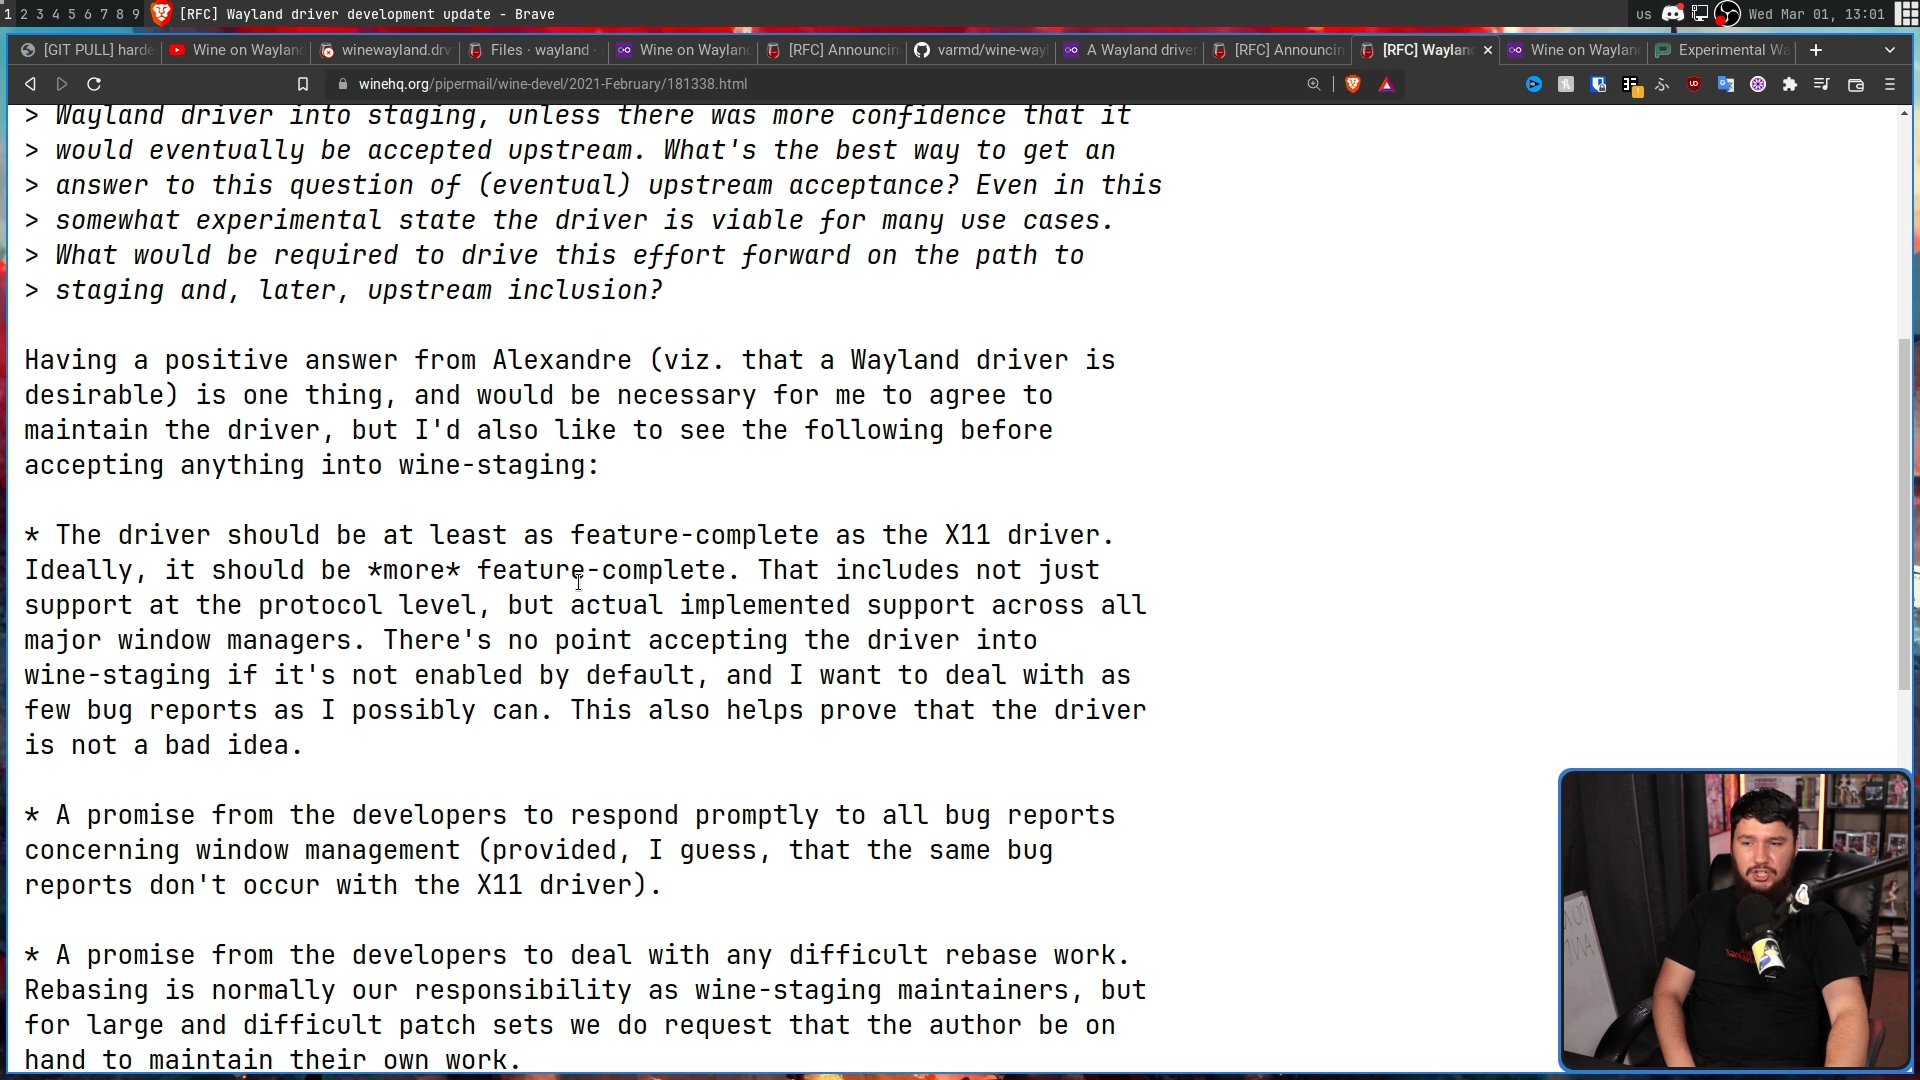 1 2 3 4 5 6 7 8 9 [RFC] Wayland driver development update - Brave us Wed Mar 01, 13:01
[GIT PULL] harde Wine on Waylan winewayland.drv Files · wayland · Wine on Waylan [RFC] Announcin varmd/wine-way A Wayland drive [RFC] Announcin [RFC] Waylan Wine on Waylan Experimental Wa
winehq.org/pipermail/wine-devel/2021-February/181338.html
> Wayland driver into staging, unless there was more confidence that it
> would eventually be accepted upstream. What's the best way to get an
> answer to this question of (eventual) upstream acceptance? Even in this
> somewhat experimental state the driver is viable for many use cases.
> What would be required to drive this effort forward on the path to
> staging and, later, upstream inclusion?
Having a positive answer from Alexandre (viz. that a Wayland driver is
desirable) is one thing, and would be necessary for me to agree to
maintain the driver, but I'd also like to see the following before
accepting anything into wine-staging:
* The driver should be at least as feature-complete as the X11 driver.
Ideally, it should be *more* feature-complete. That includes not just
support at the protocol level, but actual implemented support across all
major window managers. There's no point accepting the driver into
wine-staging if it's not enabled by default, and I want to deal with as
few bug reports as I possibly can. This also helps prove that the driver
is not a bad idea.
* A promise from the developers to respond promptly to all bug reports
concerning window management (provided, I guess, that the same bug
reports don't occur with the X11 driver).
* A promise from the developers to deal with any difficult rebase work.
Rebasing is normally our responsibility as wine-staging maintainers, but
for large and difficult patch sets we do request that the author be on
hand to maintain their own work.